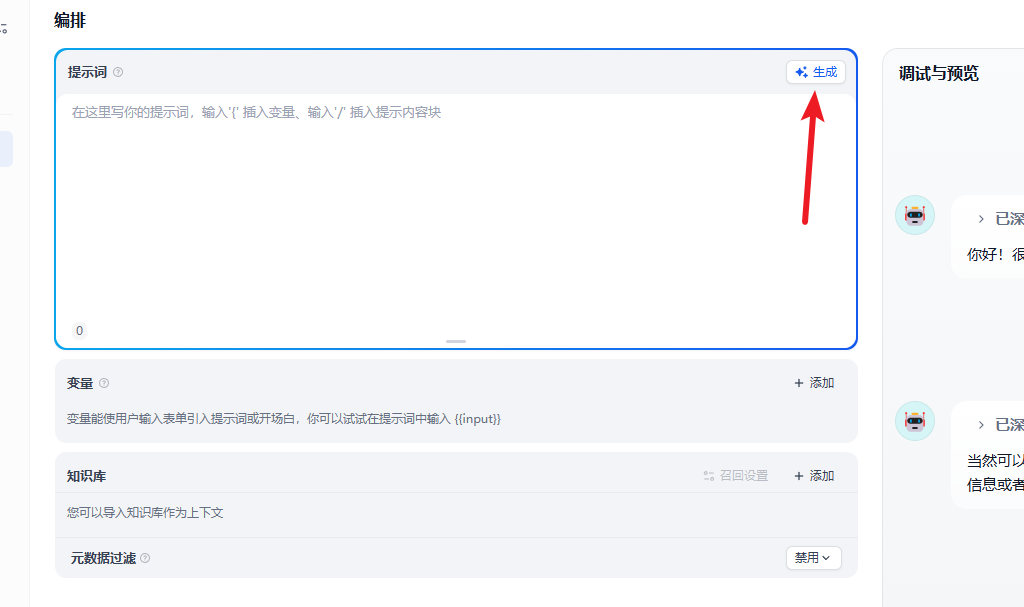 编排
提示词
生成
在这里写你的提示词，输入'{' 插入变量、输入'/' 插入提示内容块
0
变量
添加
变量能使用户输入表单引入提示词或开场白，你可以试试在提示词中输入 {{input}}
知识库
召回设置
添加
您可以导入知识库作为上下文
元数据过滤
禁用
调试与预览
已深
你好！很
已深
当然可以
信息或者